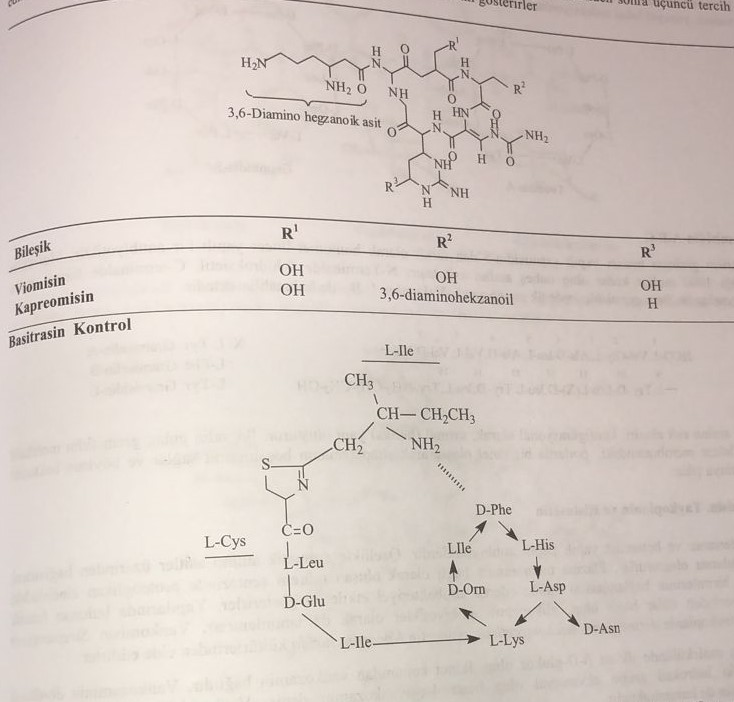 gösterirler
sonra üçüncü tercih
R¹
H₂N
H
N
O
H
N
NH₂ O
NH
O
R²
3,6-Diamino hegzanoik asit
O
H
N
HN
O
H
N
NH₂
O
H
O
NH
R³
N
H
NH
Bileşik R¹ R² R³
Viomisin OH OH OH
Kapreomisin OH 3,6-diaminohekzanoil H
Basitrasin Kontrol
L-Ile
CH₃
CH— CH₂CH₃
CH₂ NH₂
S
N
C=O
L-Cys
L-Leu
D-Glu
L-Ile
D-Phe
LIle L-His
D-Orn L-Asp
L-Lys D-Asn